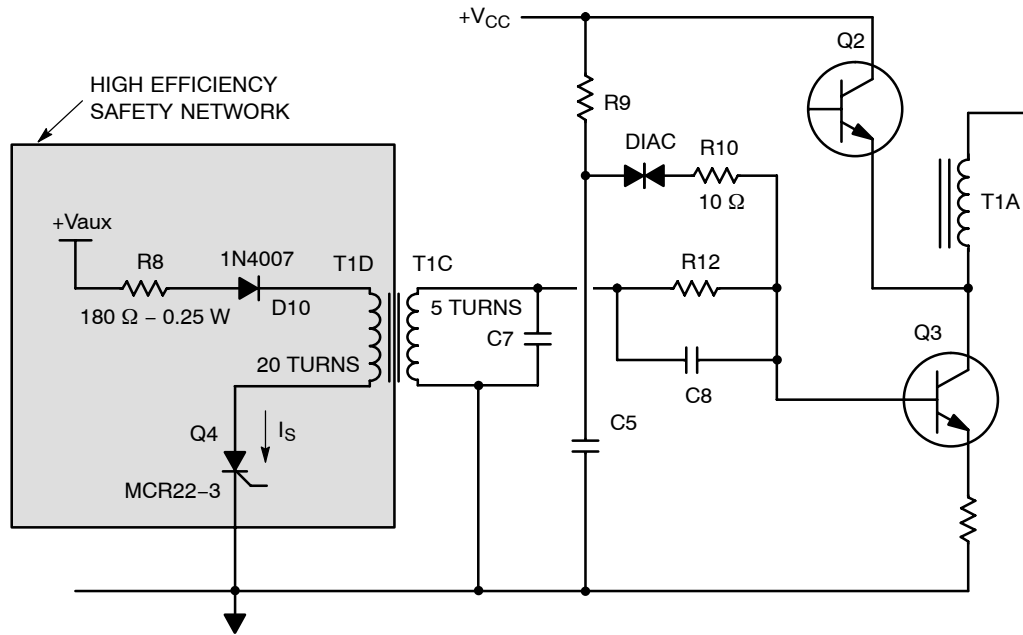 +VCC
Q2
HIGH EFFICIENCY
SAFETY NETWORK
R9
DIAC
R10
10 Ω
T1A
+Vaux
R8
1N4007
T1D
T1C
R12
D10
5 TURNS
180 Ω − 0.25 W
C7
Q3
20 TURNS
C8
Q4
IS
C5
MCR22−3